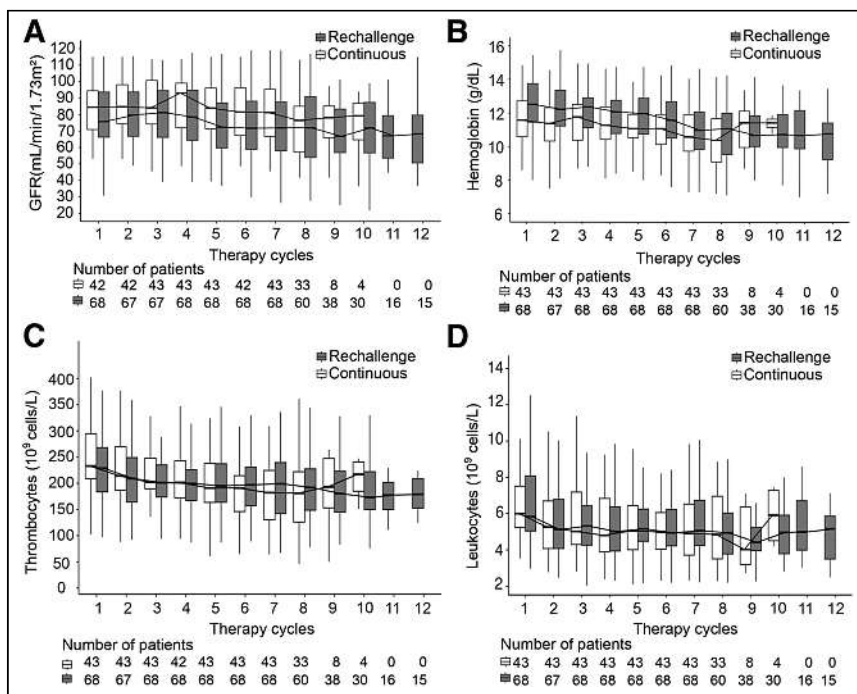 A
Rechallenge
Continuous
GFR(mL/min/1.73m²)
120
110
100
90
80
70
60
50
40
30
20
1 2 3 4 5 6 7 8 9 10 11 12
Therapy cycles
Number of patients
42 42 43 43 43 42 43 33 8 4 0 0
68 67 67 68 68 68 68 60 38 30 16 15
B
Rechallenge
Continuous
Hemoglobin (g/dL)
16
14
12
10
8
6
1 2 3 4 5 6 7 8 9 10 11 12
Therapy cycles
Number of patients
43 43 43 43 43 43 43 33 8 4 0 0
68 67 68 68 68 68 68 60 38 30 16 15
C
Rechallenge
Continuous
Thrombocytes (10⁹ cells/L)
400
350
300
250
200
150
100
50
0
1 2 3 4 5 6 7 8 9 10 11 12
Therapy cycles
Number of patients
43 43 43 42 43 43 43 33 8 4 0 0
68 67 68 68 68 68 68 60 38 30 16 15
D
Rechallenge
Continuous
Leukocytes (10⁹ cells/L)
14
12
10
8
6
4
2
1 2 3 4 5 6 7 8 9 10 11 12
Therapy cycles
Number of patients
43 43 43 43 43 43 43 33 8 4 0 0
68 67 68 68 68 68 68 60 38 30 16 15